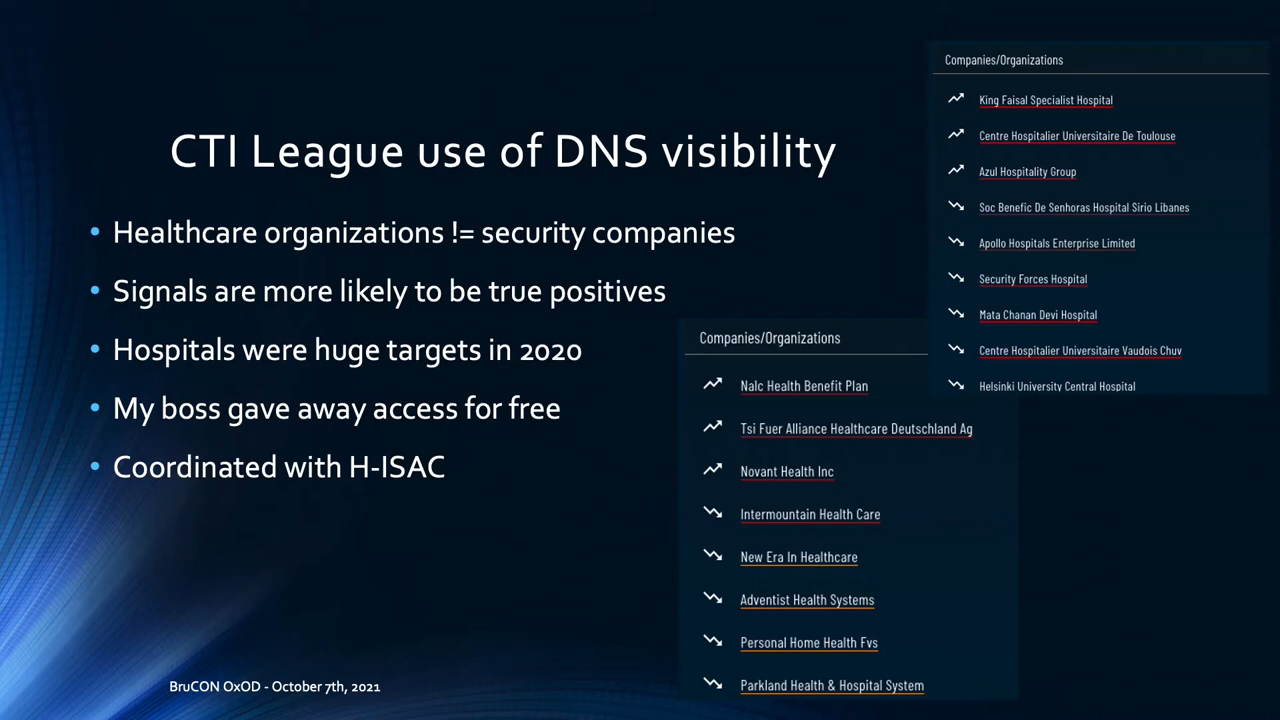 CTI League use of DNS visibility
• Healthcare organizations != security companies
• Signals are more likely to be true positives
• Hospitals were huge targets in 2020
• My boss gave away access for free
• Coordinated with H-ISAC
Companies/Organizations
King Faisal Specialist Hospital
Centre Hospitalier Universitaire De Toulouse
Azul Hospitality Group
Soc Benefic De Senhoras Hospital Sirio Libanes
Apollo Hospitals Enterprise Limited
Security Forces Hospital
Mata Chanan Devi Hospital
Centre Hospitalier Universitaire Vaudois Chuv
Helsinki University Central Hospital
Companies/Organizations
Nalc Health Benefit Plan
Tsi Fuer Alliance Healthcare Deutschland Ag
Novant Health Inc
Intermountain Health Care
New Era In Healthcare
Adventist Health Systems
Personal Home Health Fvs
Parkland Health & Hospital System
BruCON 0x0D - October 7th, 2021